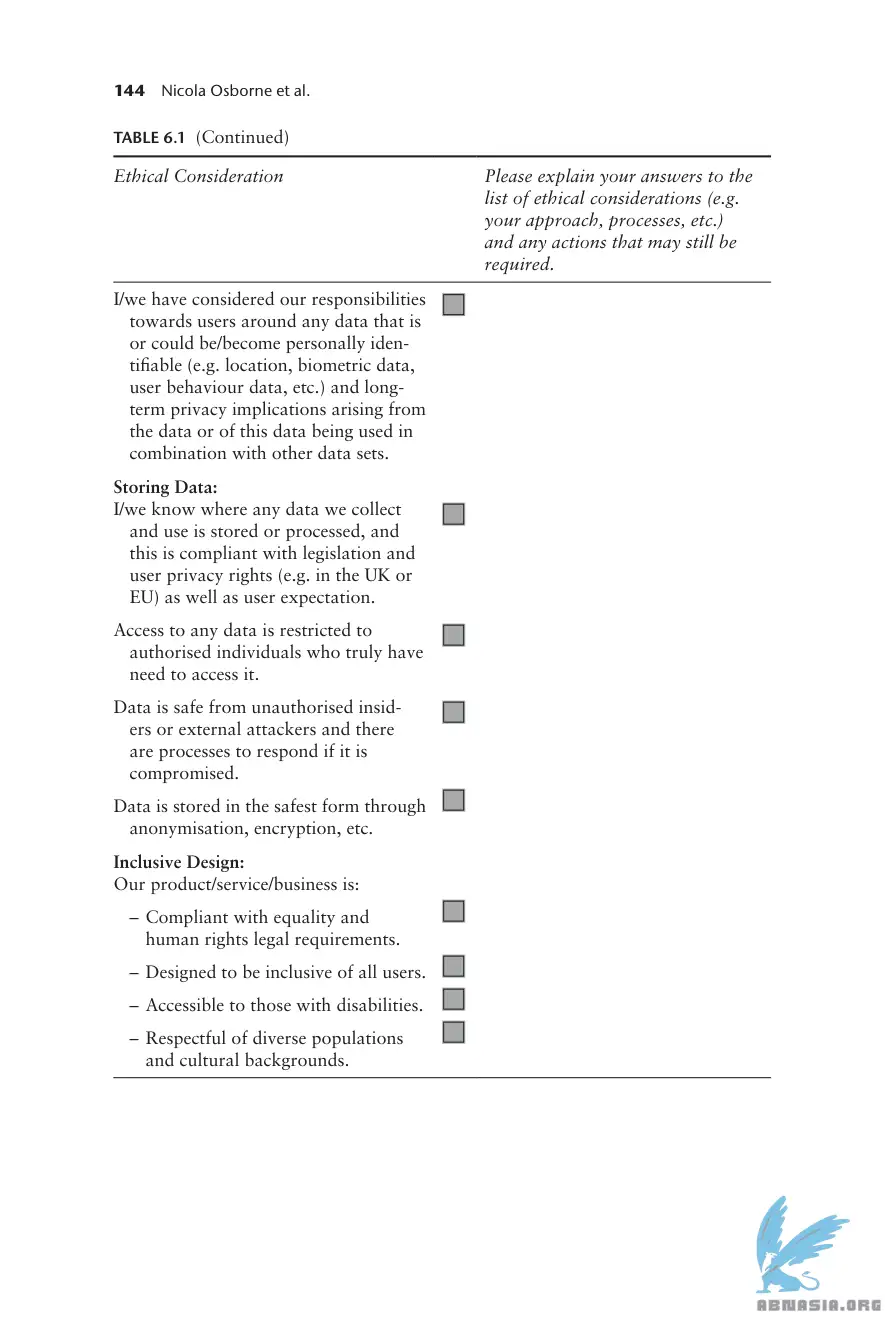 144 Nicola Osborne et al.
TABLE 6.1 (Continued)
Ethical Consideration
Please explain your answers to the
list of ethical considerations (e.g.
your approach, processes, etc.)
and any actions that may still be
required.
I/we have considered our responsibilities
towards users around any data that is
or could be/become personally iden-
tifiable (e.g. location, biometric data,
user behaviour data, etc.) and long-
term privacy implications arising from
the data or of this data being used in
combination with other data sets.
Storing Data:
I/we know where any data we collect
and use is stored or processed, and
this is compliant with legislation and
user privacy rights (e.g. in the UK or
EU) as well as user expectation.
Access to any data is restricted to
authorised individuals who truly have
need to access it.
Data is safe from unauthorised insid-
ers or external attackers and there
are processes to respond if it is
compromised.
Data is stored in the safest form through
anonymisation, encryption, etc.
Inclusive Design:
Our product/service/business is:
– Compliant with equality and
human rights legal requirements.
– Designed to be inclusive of all users.
– Accessible to those with disabilities.
– Respectful of diverse populations
and cultural backgrounds.
ABNASIA.ORG